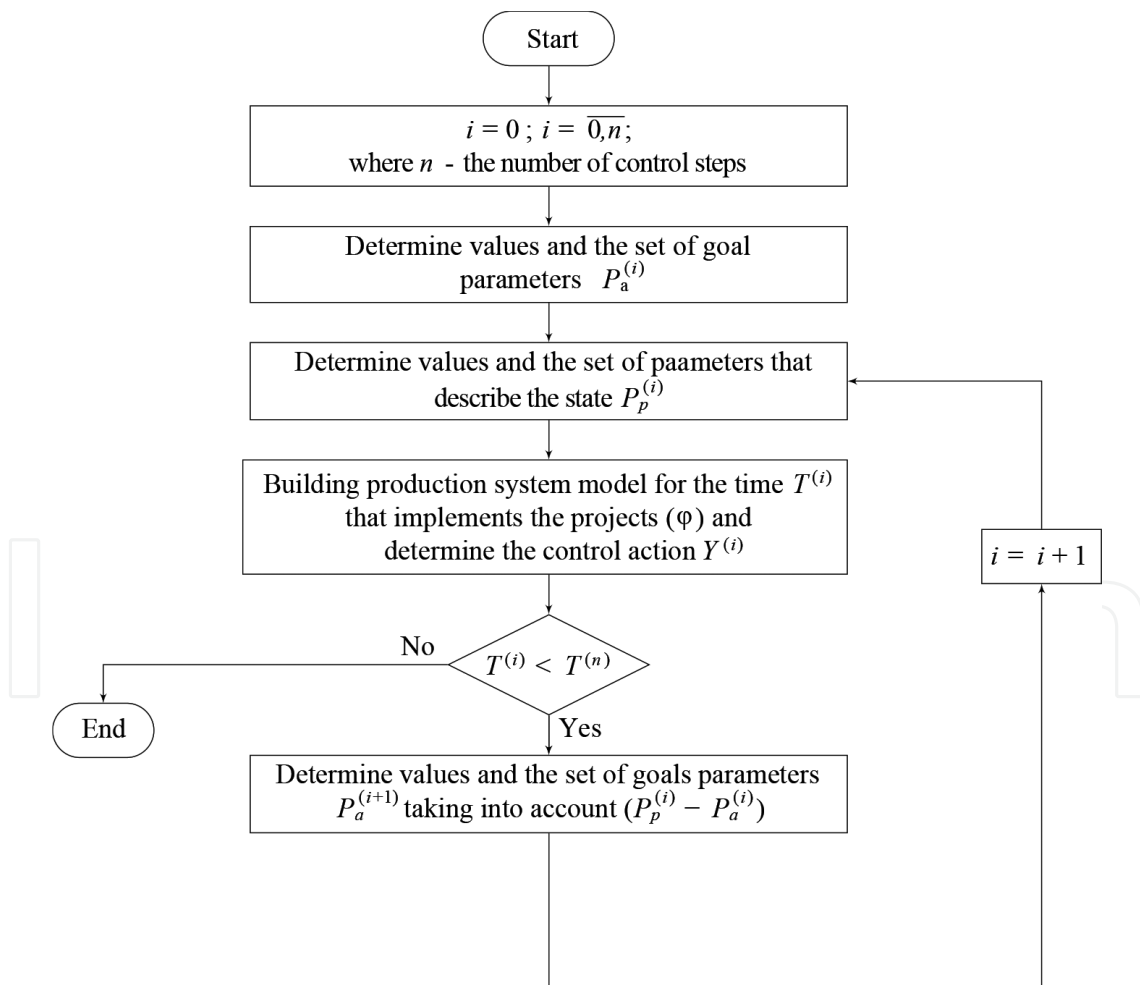 Start
i = 0 ; i = \overline{0,n};
where n - the number of control steps
Determine values and the set of goal
parameters P_a^{(i)}
Determine values and the set of paameters that
describe the state P_p^{(i)}
Building production system model for the time T^{(i)}
that implements the projects (φ) and
determine the control action Y^{(i)}
i = i + 1
No
T^{(i)} < T^{(n)}
End
Yes
Determine values and the set of goals parameters
P_a^{(i+1)} taking into account (P_p^{(i)} − P_a^{(i)})